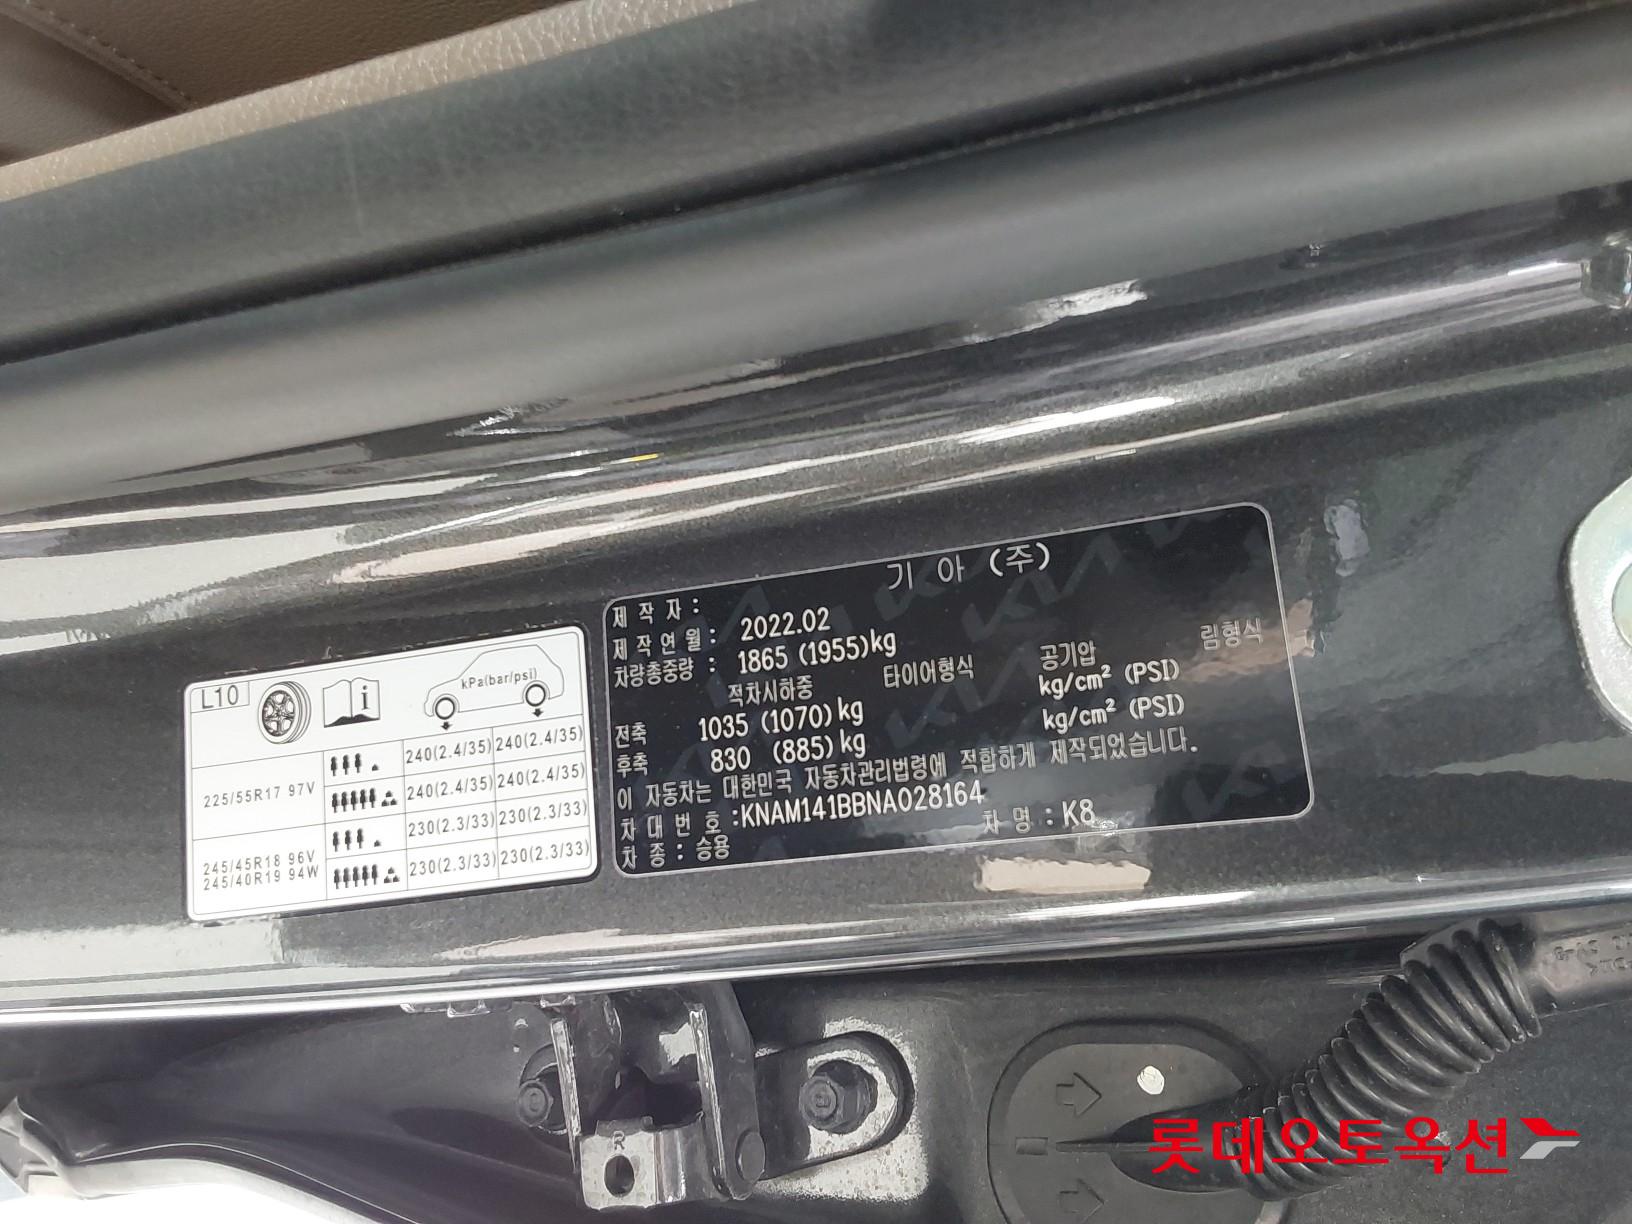 L10
kPa(bar/psi)
225/55R17 97V
240(2.4/35) 240(2.4/35)
240(2.4/35) 240(2.4/35)
245/45R18 96V
245/40R19 94W
230(2.3/33) 230(2.3/33)
230(2.3/33) 230(2.3/33)
제 작 자 : 기 아 (주)
제 작 연 월 : 2022.02
차량총중량 : 1865 (1955)kg
적차시하중 타이어형식 공기압 림형식
전축 1035 (1070)kg kg/cm² (PSI)
후축 830 (885)kg kg/cm² (PSI)
이 자동차는 대한민국 자동차관리법령에 적합하게 제작되었습니다.
차 대 번 호 :KNAM141BBNA028164
차 종 : 승용 차 명 : K8
R
롯데오토옥션